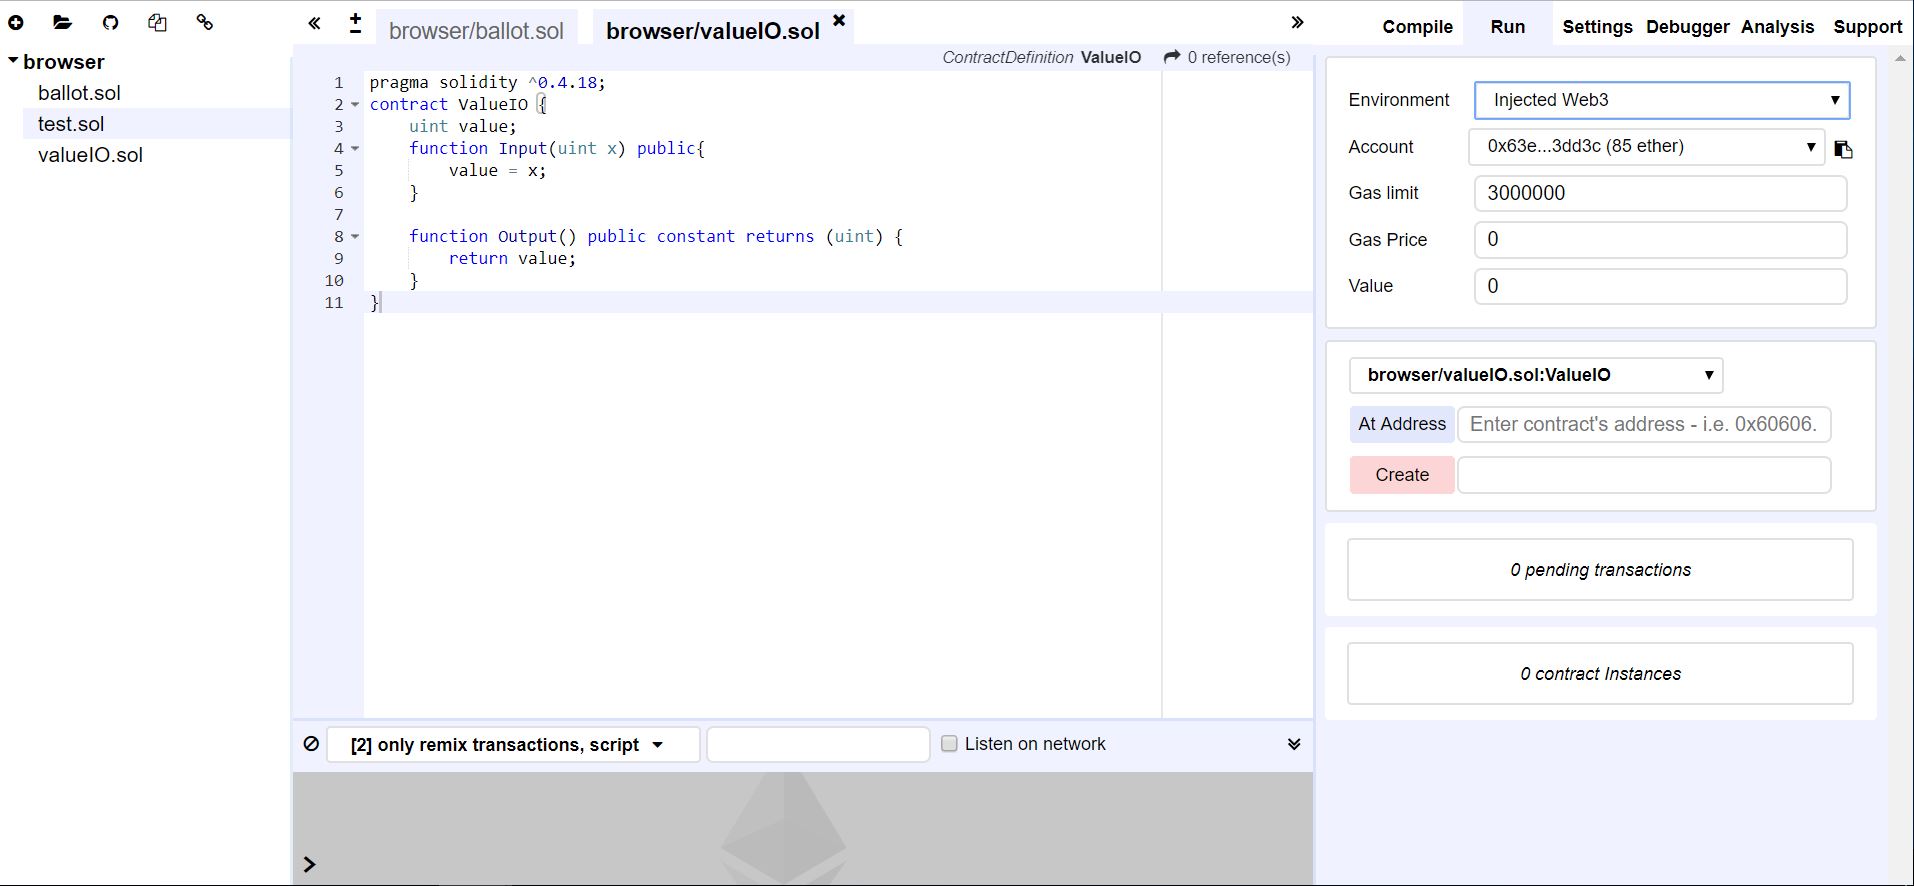 browser
ballot.sol
test.sol
valueIO.sol
browser/ballot.sol
browser/valueIO.sol
ContractDefinition ValueIO 0 reference(s)
1 pragma solidity ^0.4.18;
2 contract ValueIO {
3 uint value;
4 function Input(uint x) public{
5 value = x;
6 }
7
8 function Output() public constant returns (uint) {
9 return value;
10 }
11 }
[2] only remix transactions, script
Listen on network
>
Compile Run Settings Debugger Analysis Support
Environment Injected Web3
Account 0x63e...3dd3c (85 ether)
Gas limit 3000000
Gas Price 0
Value 0
browser/valueIO.sol:ValueIO
At Address Enter contract's address - i.e. 0x60606.
Create
0 pending transactions
0 contract Instances